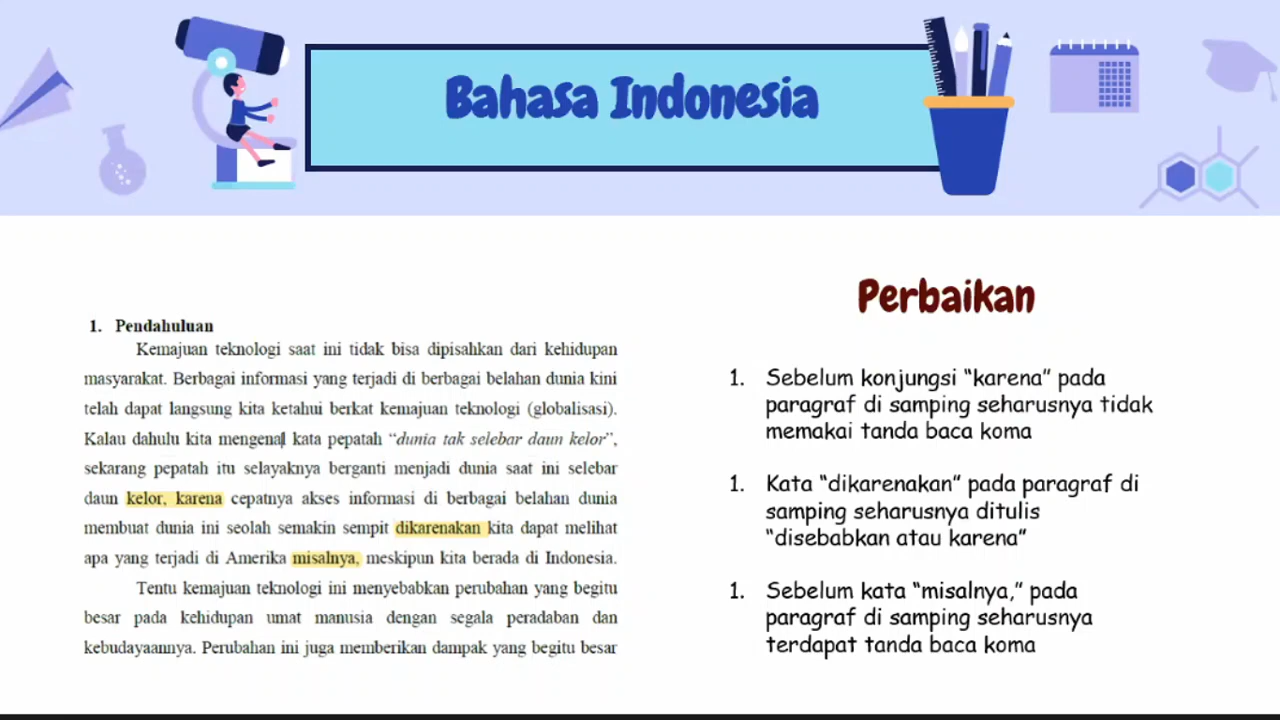 Bahasa Indonesia
1. Pendahuluan
Kemajuan teknologi saat ini tidak bisa dipisahkan dari kehidupan
masyarakat. Berbagai informasi yang terjadi di berbagai belahan dunia kini
telah dapat langsung kita ketahui berkat kemajuan teknologi (globalisasi).
Kalau dahulu kita mengenal kata pepatah “dunia tak selebar daun kelor”,
sekarang pepatah itu selayaknya berganti menjadi dunia saat ini selebar
daun kelor, karena cepatnya akses informasi di berbagai belahan dunia
membuat dunia ini seolah semakin sempit dikarenakan kita dapat melihat
apa yang terjadi di Amerika misalnya, meskipun kita berada di Indonesia.
Tentu kemajuan teknologi ini menyebabkan perubahan yang begitu
besar pada kehidupan umat manusia dengan segala peradaban dan
kebudayaannya. Perubahan ini juga memberikan dampak yang begitu besar
Perbaikan
1. Sebelum konjungsi “karena” pada
paragraf di samping seharusnya tidak
memakai tanda baca koma
1. Kata “dikarenakan” pada paragraf di
samping seharusnya ditulis
“disebabkan atau karena”
1. Sebelum kata “misalnya,” pada
paragraf di samping seharusnya
terdapat tanda baca koma